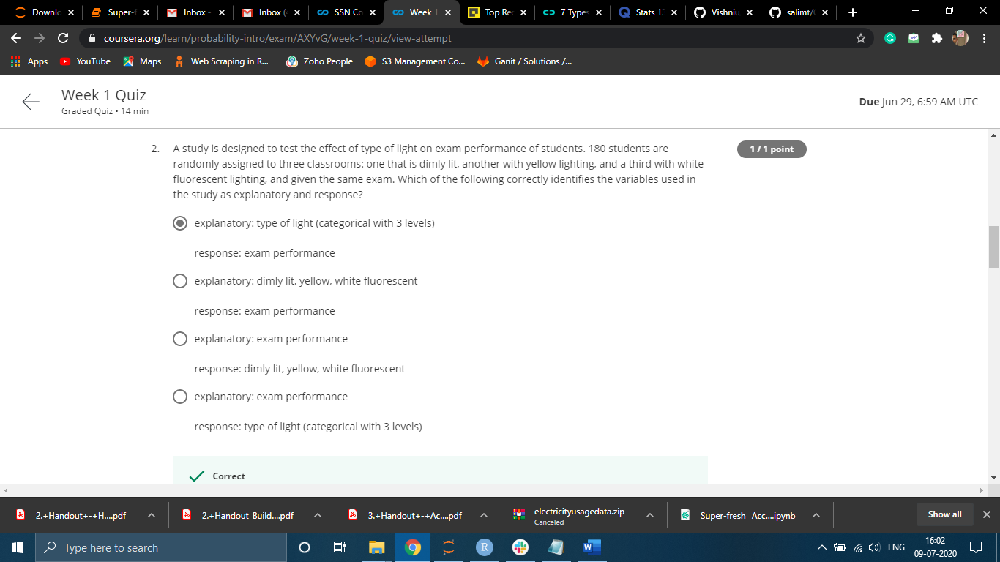 Downlo
Super-f
Inbox -
Inbox (
SSN Co
Week 1
Top Rec
7 Types
Stats 13
Vishniu
salimt/
coursera.org/learn/probability-intro/exam/AXYvG/week-1-quiz/view-attempt
Apps
YouTube
Maps
Web Scraping in R...
Zoho People
S3 Management Co...
Ganit / Solutions /...
Week 1 Quiz
Graded Quiz • 14 min
Due Jun 29, 6:59 AM UTC
2. A study is designed to test the effect of type of light on exam performance of students. 180 students are
randomly assigned to three classrooms: one that is dimly lit, another with yellow lighting, and a third with white
fluorescent lighting, and given the same exam. Which of the following correctly identifies the variables used in
the study as explanatory and response?
1 / 1 point
explanatory: type of light (categorical with 3 levels)
response: exam performance
explanatory: dimly lit, yellow, white fluorescent
response: exam performance
explanatory: exam performance
response: dimly lit, yellow, white fluorescent
explanatory: exam performance
response: type of light (categorical with 3 levels)
Correct
2.+Handout+-+H....pdf
2.+Handout_Build....pdf
3.+Handout+-+Ac....pdf
electricityusagedata.zip
Canceled
Super-fresh_ Acc....ipynb
Show all
Type here to search
R
W
ENG
16:02
09-07-2020